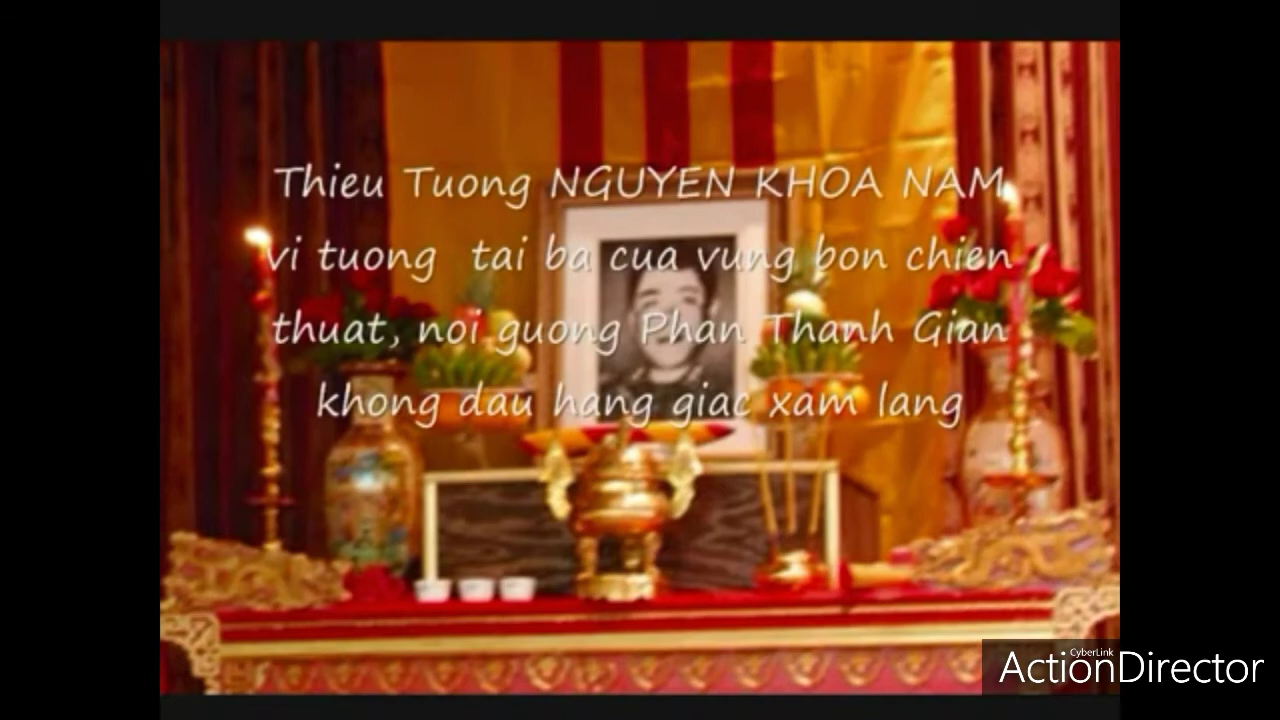 Thieu Tuong NGUYEN KHOA NAM
vi tuong tai ba cua vung bon chien
thuat, noi guong Phan Thanh Gian
khong dau hang giac xam lang
CyberLink
ActionDirector